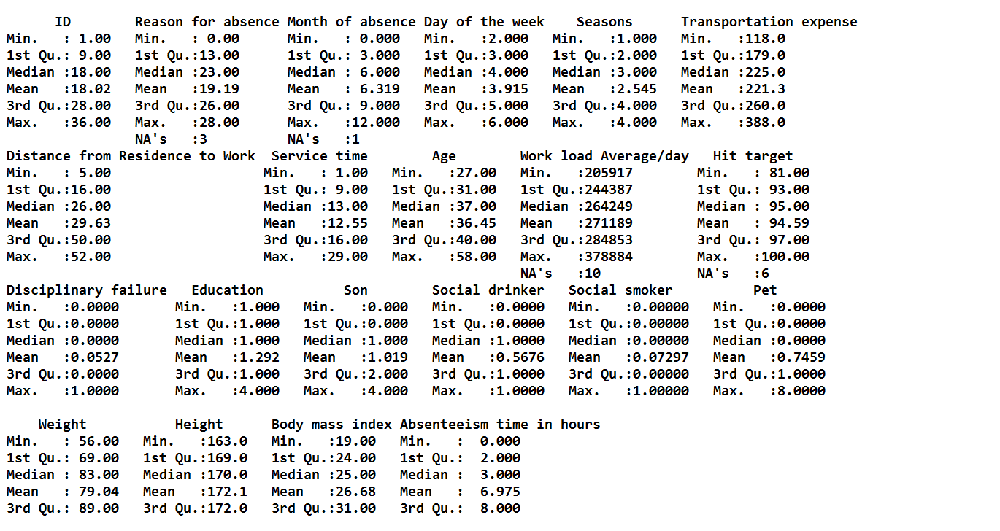 ID Reason for absence Month of absence Day of the week Seasons Transportation expense
Min. : 1.00 Min. : 0.00 Min. : 0.000 Min. :2.000 Min. :1.000 Min. :118.0
1st Qu.: 9.00 1st Qu.:13.00 1st Qu.: 3.000 1st Qu.:3.000 1st Qu.:2.000 1st Qu.:179.0
Median :18.00 Median :23.00 Median : 6.000 Median :4.000 Median :3.000 Median :225.0
Mean :18.02 Mean :19.19 Mean : 6.319 Mean :3.915 Mean :2.545 Mean :221.3
3rd Qu.:28.00 3rd Qu.:26.00 3rd Qu.: 9.000 3rd Qu.:5.000 3rd Qu.:4.000 3rd Qu.:260.0
Max. :36.00 Max. :28.00 Max. :12.000 Max. :6.000 Max. :4.000 Max. :388.0
NA's :3 NA's :1
Distance from Residence to Work Service time Age Work load Average/day Hit target
Min. : 5.00 Min. : 1.00 Min. :27.00 Min. :205917 Min. : 81.00
1st Qu.:16.00 1st Qu.: 9.00 1st Qu.:31.00 1st Qu.:244387 1st Qu.: 93.00
Median :26.00 Median :13.00 Median :37.00 Median :264249 Median : 95.00
Mean :29.63 Mean :12.55 Mean :36.45 Mean :271189 Mean : 94.59
3rd Qu.:50.00 3rd Qu.:16.00 3rd Qu.:40.00 3rd Qu.:284853 3rd Qu.: 97.00
Max. :52.00 Max. :29.00 Max. :58.00 Max. :378884 Max. :100.00
NA's :10 NA's :6
Disciplinary failure Education Son Social drinker Social smoker Pet
Min. :0.0000 Min. :1.000 Min. :0.000 Min. :0.0000 Min. :0.00000 Min. :0.0000
1st Qu.:0.0000 1st Qu.:1.000 1st Qu.:0.000 1st Qu.:0.0000 1st Qu.:0.00000 1st Qu.:0.0000
Median :0.0000 Median :1.000 Median :1.000 Median :1.0000 Median :0.00000 Median :0.0000
Mean :0.0527 Mean :1.292 Mean :1.019 Mean :0.5676 Mean :0.07297 Mean :0.7459
3rd Qu.:0.0000 3rd Qu.:1.000 3rd Qu.:2.000 3rd Qu.:1.0000 3rd Qu.:0.00000 3rd Qu.:1.0000
Max. :1.0000 Max. :4.000 Max. :4.000 Max. :1.0000 Max. :1.00000 Max. :8.0000
Weight Height Body mass index Absenteeism time in hours
Min. : 56.00 Min. :163.0 Min. :19.00 Min. : 0.000
1st Qu.: 69.00 1st Qu.:169.0 1st Qu.:24.00 1st Qu.: 2.000
Median : 83.00 Median :170.0 Median :25.00 Median : 3.000
Mean : 79.04 Mean :172.1 Mean :26.68 Mean : 6.975
3rd Qu.: 89.00 3rd Qu.:172.0 3rd Qu.:31.00 3rd Qu.: 8.000